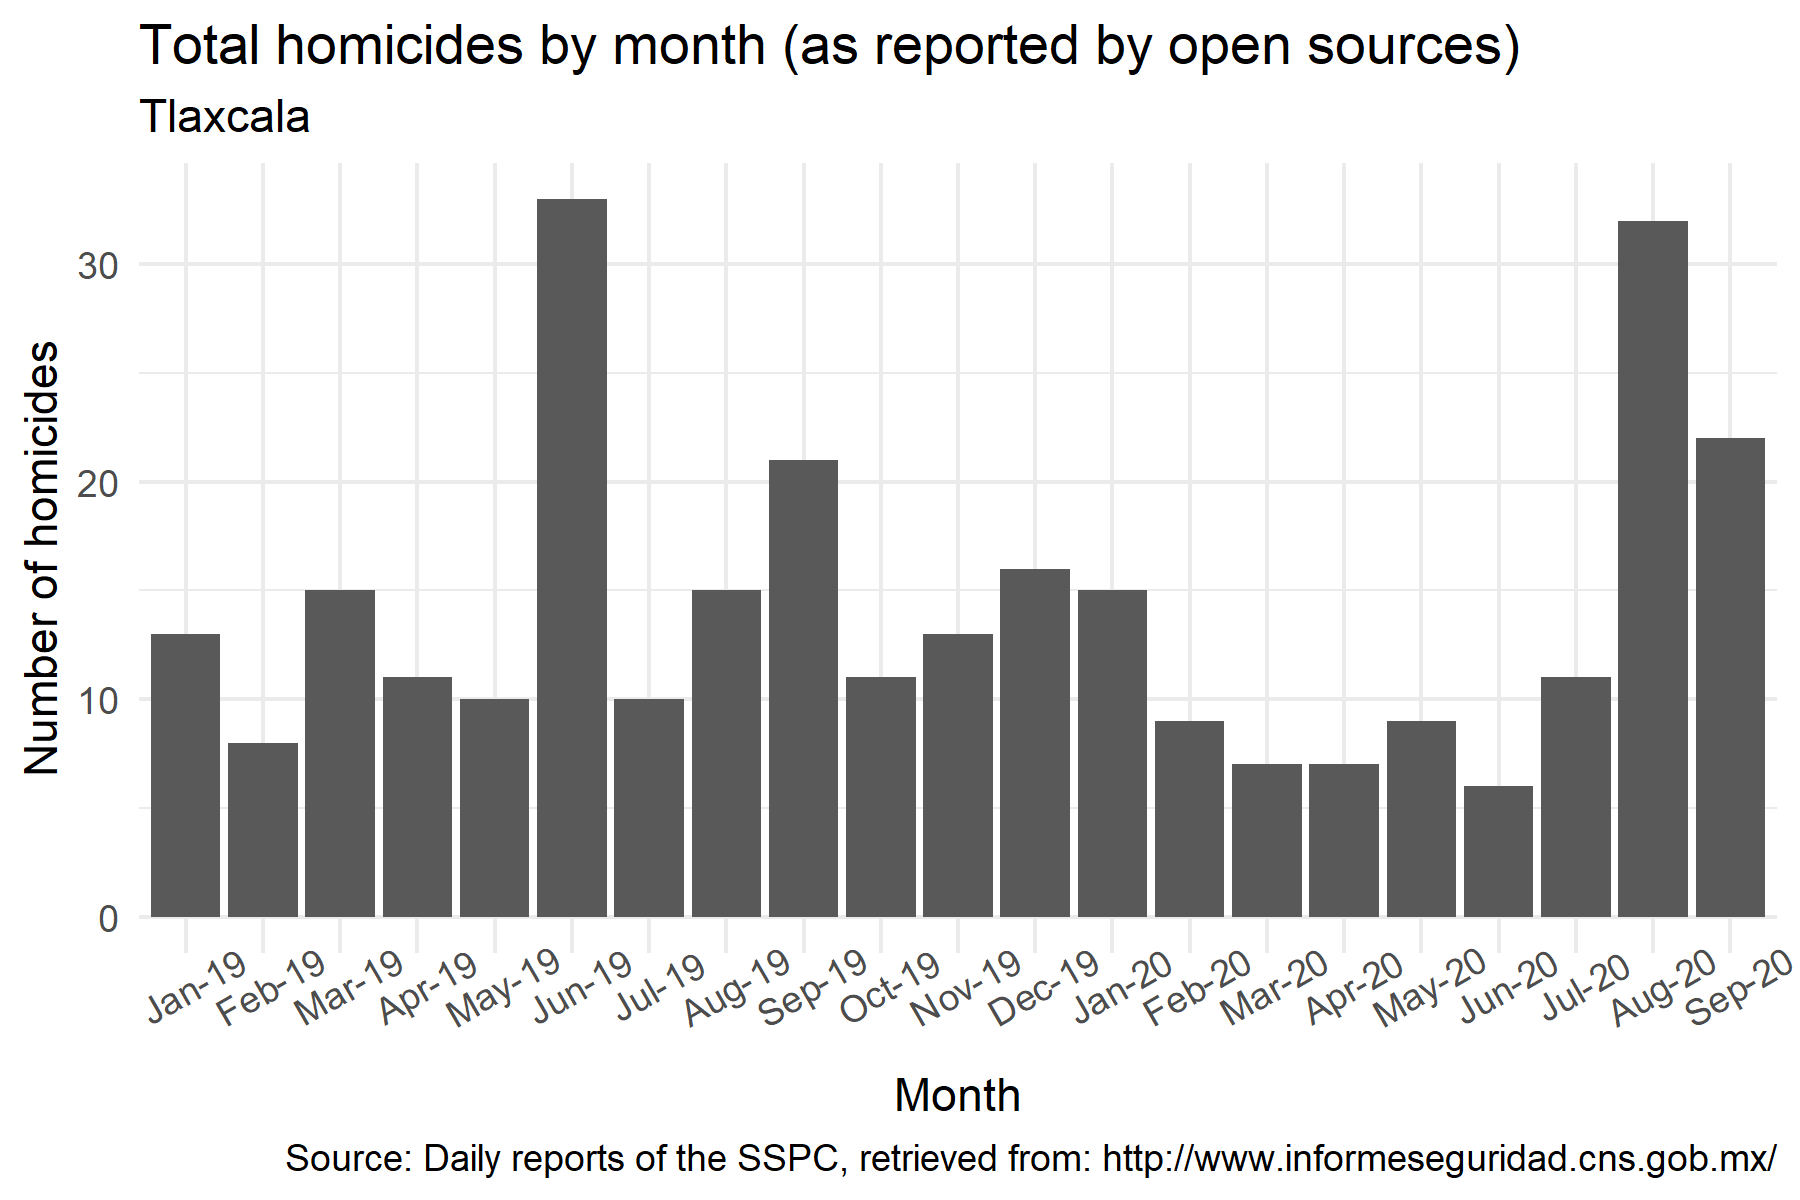 Total homicides by month (as reported by open sources)
Tlaxcala
Number of homicides
30
20
10
0
Jan-19
Feb-19
Mar-19
Apr-19
May-19
Jun-19
Jul-19
Aug-19
Sep-19
Oct-19
Nov-19
Dec-19
Jan-20
Feb-20
Mar-20
Apr-20
May-20
Jun-20
Jul-20
Aug-20
Sep-20
Month
Source: Daily reports of the SSPC, retrieved from: http://www.informeseguridad.cns.gob.mx/